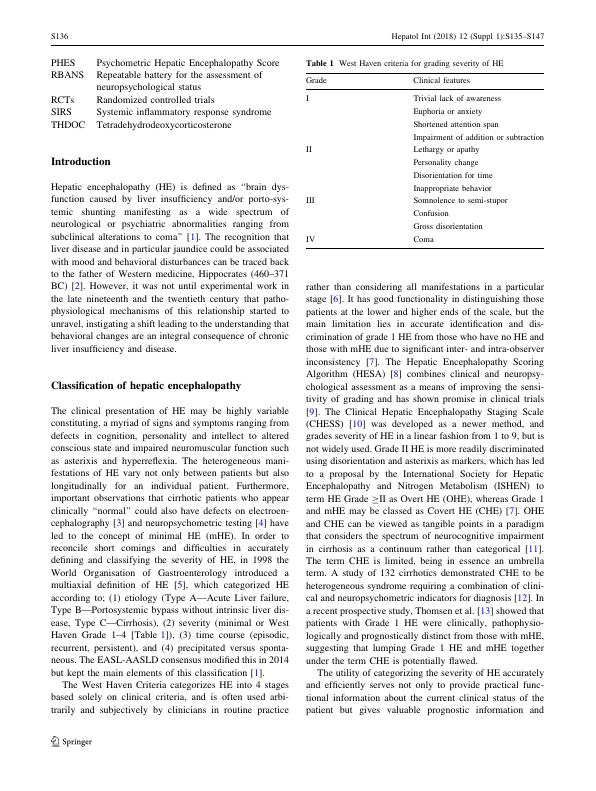 S136
Hepatol Int (2018) 12 (Suppl 1):S135–S147
PHES Psychometric Hepatic Encephalopathy Score
RBANS Repeatable battery for the assessment of
neuropsychological status
RCTs Randomized controlled trials
SIRS Systemic inflammatory response syndrome
THDOC Tetradehydrodeoxycorticosterone
Introduction
Hepatic encephalopathy (HE) is defined as “brain dys-
function caused by liver insufficiency and/or porto-sys-
temic shunting manifesting as a wide spectrum of
neurological or psychiatric abnormalities ranging from
subclinical alterations to coma” [1]. The recognition that
liver disease and in particular jaundice could be associated
with mood and behavioral disturbances can be traced back
to the father of Western medicine, Hippocrates (460–371
BC) [2]. However, it was not until experimental work in
the late nineteenth and the twentieth century that patho-
physiological mechanisms of this relationship started to
unravel, instigating a shift leading to the understanding that
behavioral changes are an integral consequence of chronic
liver insufficiency and disease.
Classification of hepatic encephalopathy
The clinical presentation of HE may be highly variable
constituting, a myriad of signs and symptoms ranging from
defects in cognition, personality and intellect to altered
conscious state and impaired neuromuscular function such
as asterixis and hyperreflexia. The heterogeneous mani-
festations of HE vary not only between patients but also
longitudinally for an individual patient. Furthermore,
important observations that cirrhotic patients who appear
clinically “normal” could also have defects on electroen-
cephalography [3] and neuropsychometric testing [4] have
led to the concept of minimal HE (mHE). In order to
reconcile short comings and difficulties in accurately
defining and classifying the severity of HE, in 1998 the
World Organisation of Gastroenterology introduced a
multiaxial definition of HE [5], which categorized HE
according to; (1) etiology (Type A—Acute Liver failure,
Type B—Portosystemic bypass without intrinsic liver dis-
ease, Type C—Cirrhosis), (2) severity (minimal or West
Haven Grade 1–4 [Table 1]), (3) time course (episodic,
recurrent, persistent), and (4) precipitated versus sponta-
neous. The EASL-AASLD consensus modified this in 2014
but kept the main elements of this classification [1].
The West Haven Criteria categorizes HE into 4 stages
based solely on clinical criteria, and is often used arbi-
trarily and subjectively by clinicians in routine practice
Table 1 West Haven criteria for grading severity of HE
Grade Clinical features
I Trivial lack of awareness
Euphoria or anxiety
Shortened attention span
Impairment of addition or subtraction
II Lethargy or apathy
Personality change
Disorientation for time
Inappropriate behavior
III Somnolence to semi-stupor
Confusion
Gross disorientation
IV Coma
rather than considering all manifestations in a particular
stage [6]. It has good functionality in distinguishing those
patients at the lower and higher ends of the scale, but the
main limitation lies in accurate identification and dis-
crimination of grade 1 HE from those who have no HE and
those with mHE due to significant inter- and intra-observer
inconsistency [7]. The Hepatic Encephalopathy Scoring
Algorithm (HESA) [8] combines clinical and neuropsy-
chological assessment as a means of improving the sensi-
tivity of grading and has shown promise in clinical trials
[9]. The Clinical Hepatic Encephalopathy Staging Scale
(CHESS) [10] was developed as a newer method, and
grades severity of HE in a linear fashion from 1 to 9, but is
not widely used. Grade II HE is more readily discriminated
using disorientation and asterixis as markers, which has led
to a proposal by the International Society for Hepatic
Encephalopathy and Nitrogen Metabolism (ISHEN) to
term HE Grade ≥II as Overt HE (OHE), whereas Grade 1
and mHE may be classed as Covert HE (CHE) [7]. OHE
and CHE can be viewed as tangible points in a paradigm
that considers the spectrum of neurocognitive impairment
in cirrhosis as a continuum rather than categorical [11].
The term CHE is limited, being in essence an umbrella
term. A study of 132 cirrhotics demonstrated CHE to be
heterogeneous syndrome requiring a combination of clini-
cal and neuropsychometric indicators for diagnosis [12]. In
a recent prospective study, Thomsen et al. [13] showed that
patients with Grade 1 HE were clinically, pathophysio-
logically and prognostically distinct from those with mHE,
suggesting that lumping Grade 1 HE and mHE together
under the term CHE is potentially flawed.
The utility of categorizing the severity of HE accurately
and efficiently serves not only to provide practical func-
tional information about the current clinical status of the
patient but gives valuable prognostic information and
Springer